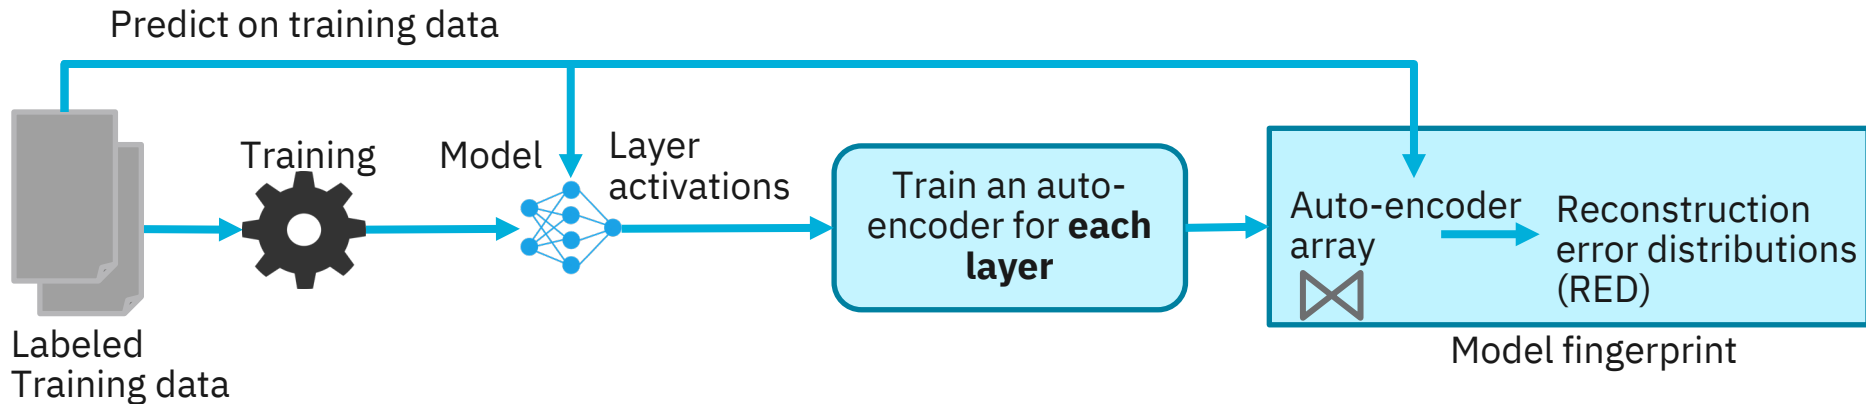 Predict on training data
Training
Model
Layer
activations
Train an auto-
encoder for each
layer
Auto-encoder
array
Reconstruction
error distributions
(RED)
Labeled
Training data
Model fingerprint